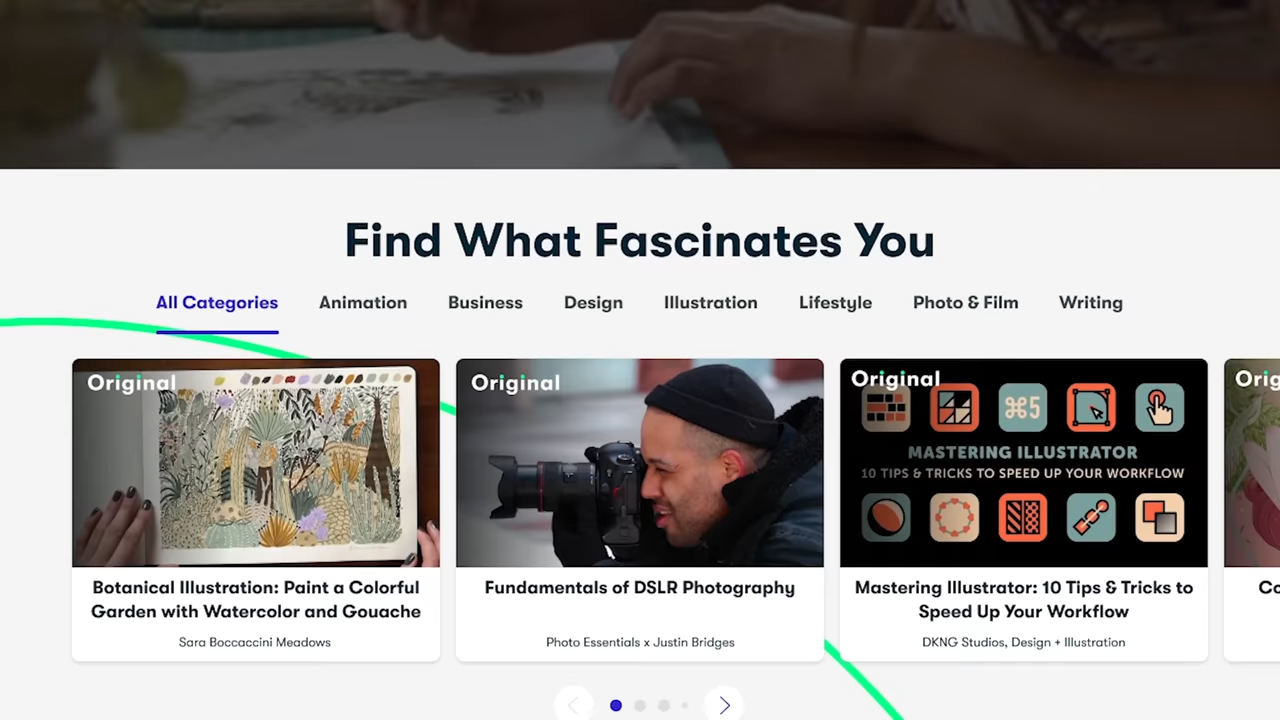 Find What Fascinates You
All Categories Animation Business Design Illustration Lifestyle Photo & Film Writing
Original
Original
Original
⌘5
MASTERING ILLUSTRATOR
10 TIPS & TRICKS TO SPEED UP YOUR WORKFLOW
Botanical Illustration: Paint a Colorful
Garden with Watercolor and Gouache
Sara Boccaccini Meadows
Fundamentals of DSLR Photography
Photo Essentials x Justin Bridges
Mastering Illustrator: 10 Tips & Tricks to
Speed Up Your Workflow
DKNG Studios, Design + Illustration